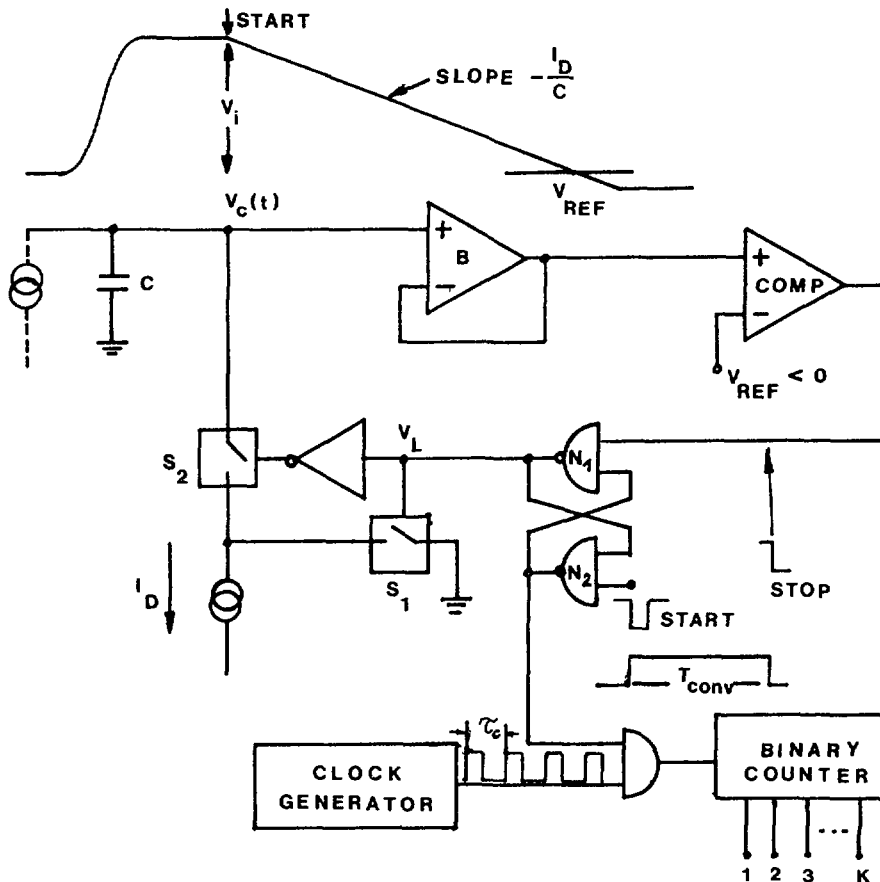 START
SLOPE -I_D/C
V_i
V_REF
V_c(t)
+
B
−
C
+
COMP
−
V_REF < 0
V_L
N_1
S_2
N_2
S_1
I_D
STOP
START
T_conv
τ_c
CLOCK
GENERATOR
BINARY
COUNTER
1 2 3 ... K